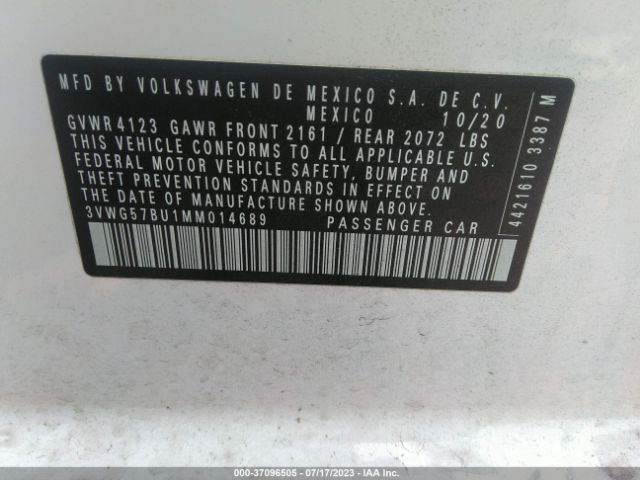 MFD BY VOLKSWAGEN DE MEXICO S.A. DE C.V.
MEXICO 10/20
GVWR 4123 GAWR FRONT 2161 / REAR 2072 LBS
THIS VEHICLE CONFORMS TO ALL APPLICABLE U.S.
FEDERAL MOTOR VEHICLE SAFETY, BUMPER AND
THEFT PREVENTION STANDARDS IN EFFECT ON
THE DATE OF MANUFACTURE SHOWN ABOVE.
3VWG57BU1MM014689 PASSENGER CAR
4421610 3387 M
000-37096505 - 07/17/2023 - IAA Inc.